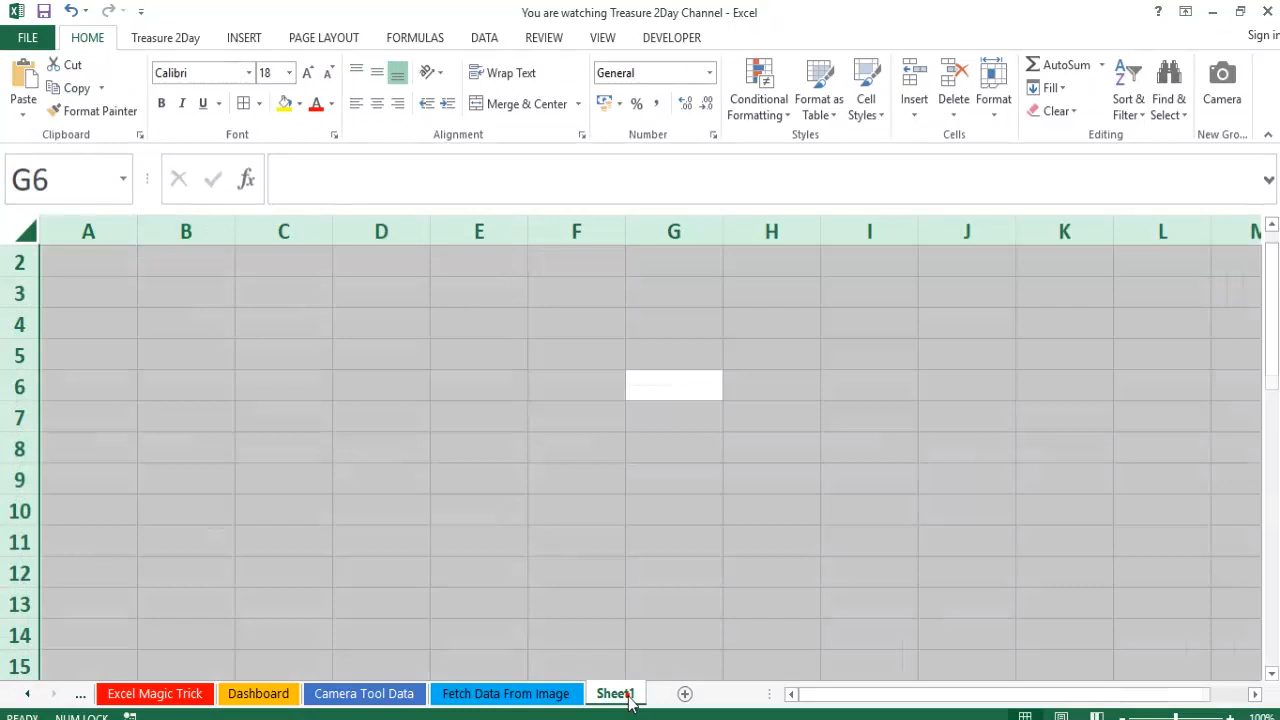 You are watching Treasure 2Day Channel - Excel
?
FILE HOME Treasure 2Day INSERT PAGE LAYOUT FORMULAS DATA REVIEW VIEW DEVELOPER Sign in
Cut Calibri 18 Wrap Text General AutoSum
Copy Fill
Paste Format Painter Merge & Center Conditional Formatting Format as Table Cell Styles Insert Delete Format Clear Sort & Filter Find & Select Camera
Clipboard Font Alignment Number Styles Cells Editing New Gro...
G6 fx
A B C D E F G H I J K L M
2
3
4
5
6
7
8
9
10
11
12
13
14
15
... Excel Magic Trick Dashboard Camera Tool Data Fetch Data From Image Sheet1
READY NUM LOCK 100%